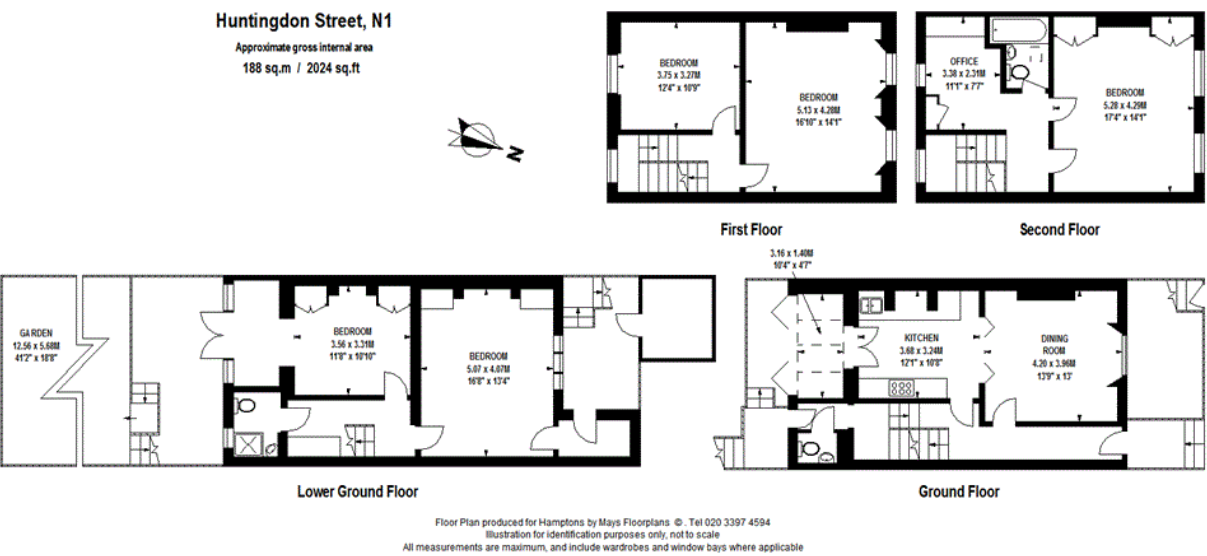 Huntingdon Street, N1
Approximate gross internal area
188 sq.m / 2024 sq.ft
N
BEDROOM
3.75 x 3.27M
12'4" x 10'9"
BEDROOM
5.13 x 4.28M
16'10" x 14'1"
First Floor
OFFICE
3.38 x 2.31M
11'1" x 7'7"
BEDROOM
5.28 x 4.29M
17'4" x 14'1"
Second Floor
GARDEN
12.56 x 5.68M
41'2" x 18'8"
BEDROOM
3.56 x 3.31M
11'8" x 10'10"
BEDROOM
5.07 x 4.07M
16'8" x 13'4"
Lower Ground Floor
3.16 x 1.40M
10'4" x 4'7"
KITCHEN
3.68 x 3.24M
12'1" x 10'8"
DINING
ROOM
4.20 x 3.96M
13'9" x 13'
Ground Floor
Floor Plan produced for Hamptons by Mays Floorplans © . Tel 020 3397 4594
Illustration for identification purposes only, not to scale
All measurements are maximum, and include wardrobes and window bays where applicable